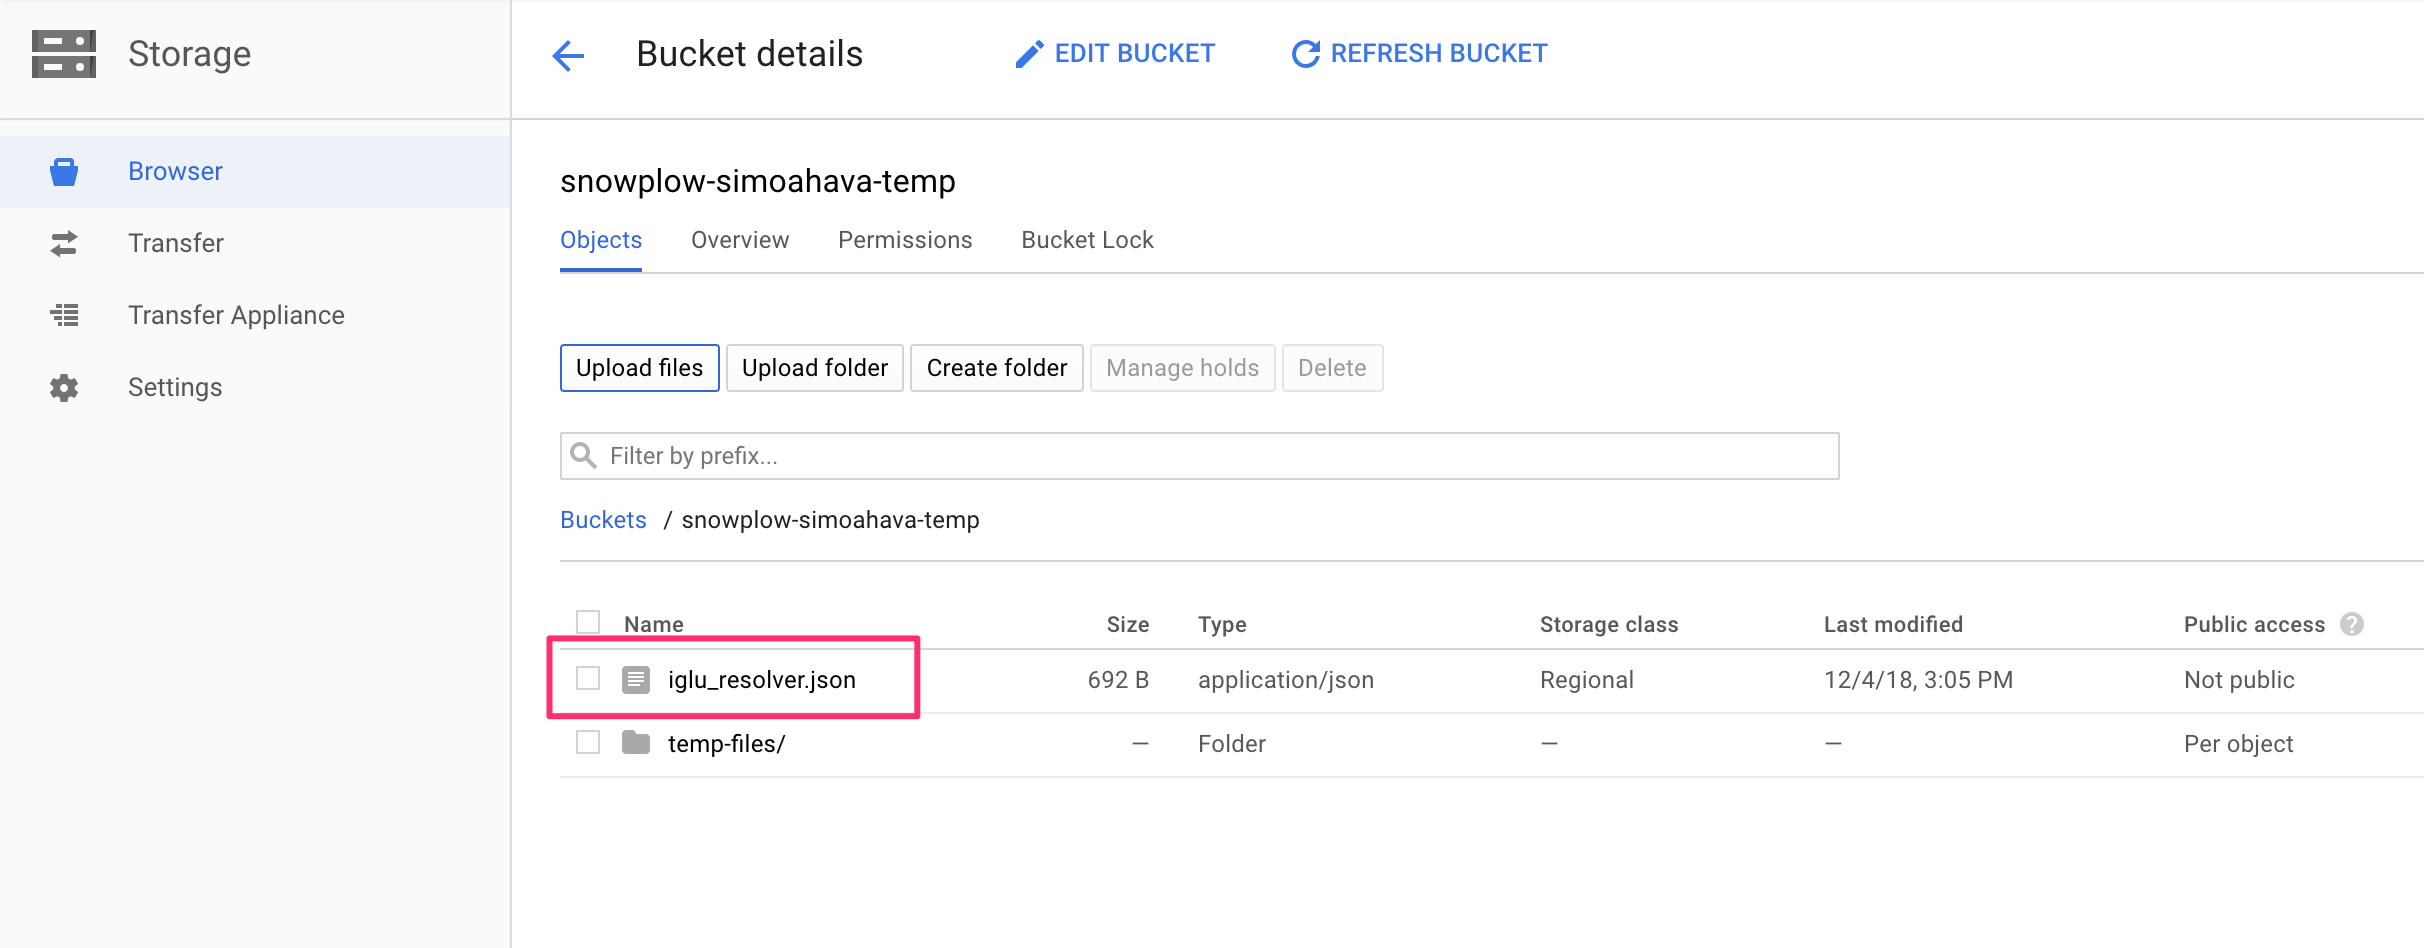 Storage
Bucket details
EDIT BUCKET
REFRESH BUCKET
Browser
Transfer
Transfer Appliance
Settings
snowplow-simoahava-temp
Objects Overview Permissions Bucket Lock
Upload files Upload folder Create folder Manage holds Delete
Filter by prefix...
Buckets / snowplow-simoahava-temp
Name Size Type Storage class Last modified Public access ?
iglu_resolver.json 692 B application/json Regional 12/4/18, 3:05 PM Not public
temp-files/ — Folder — — Per object